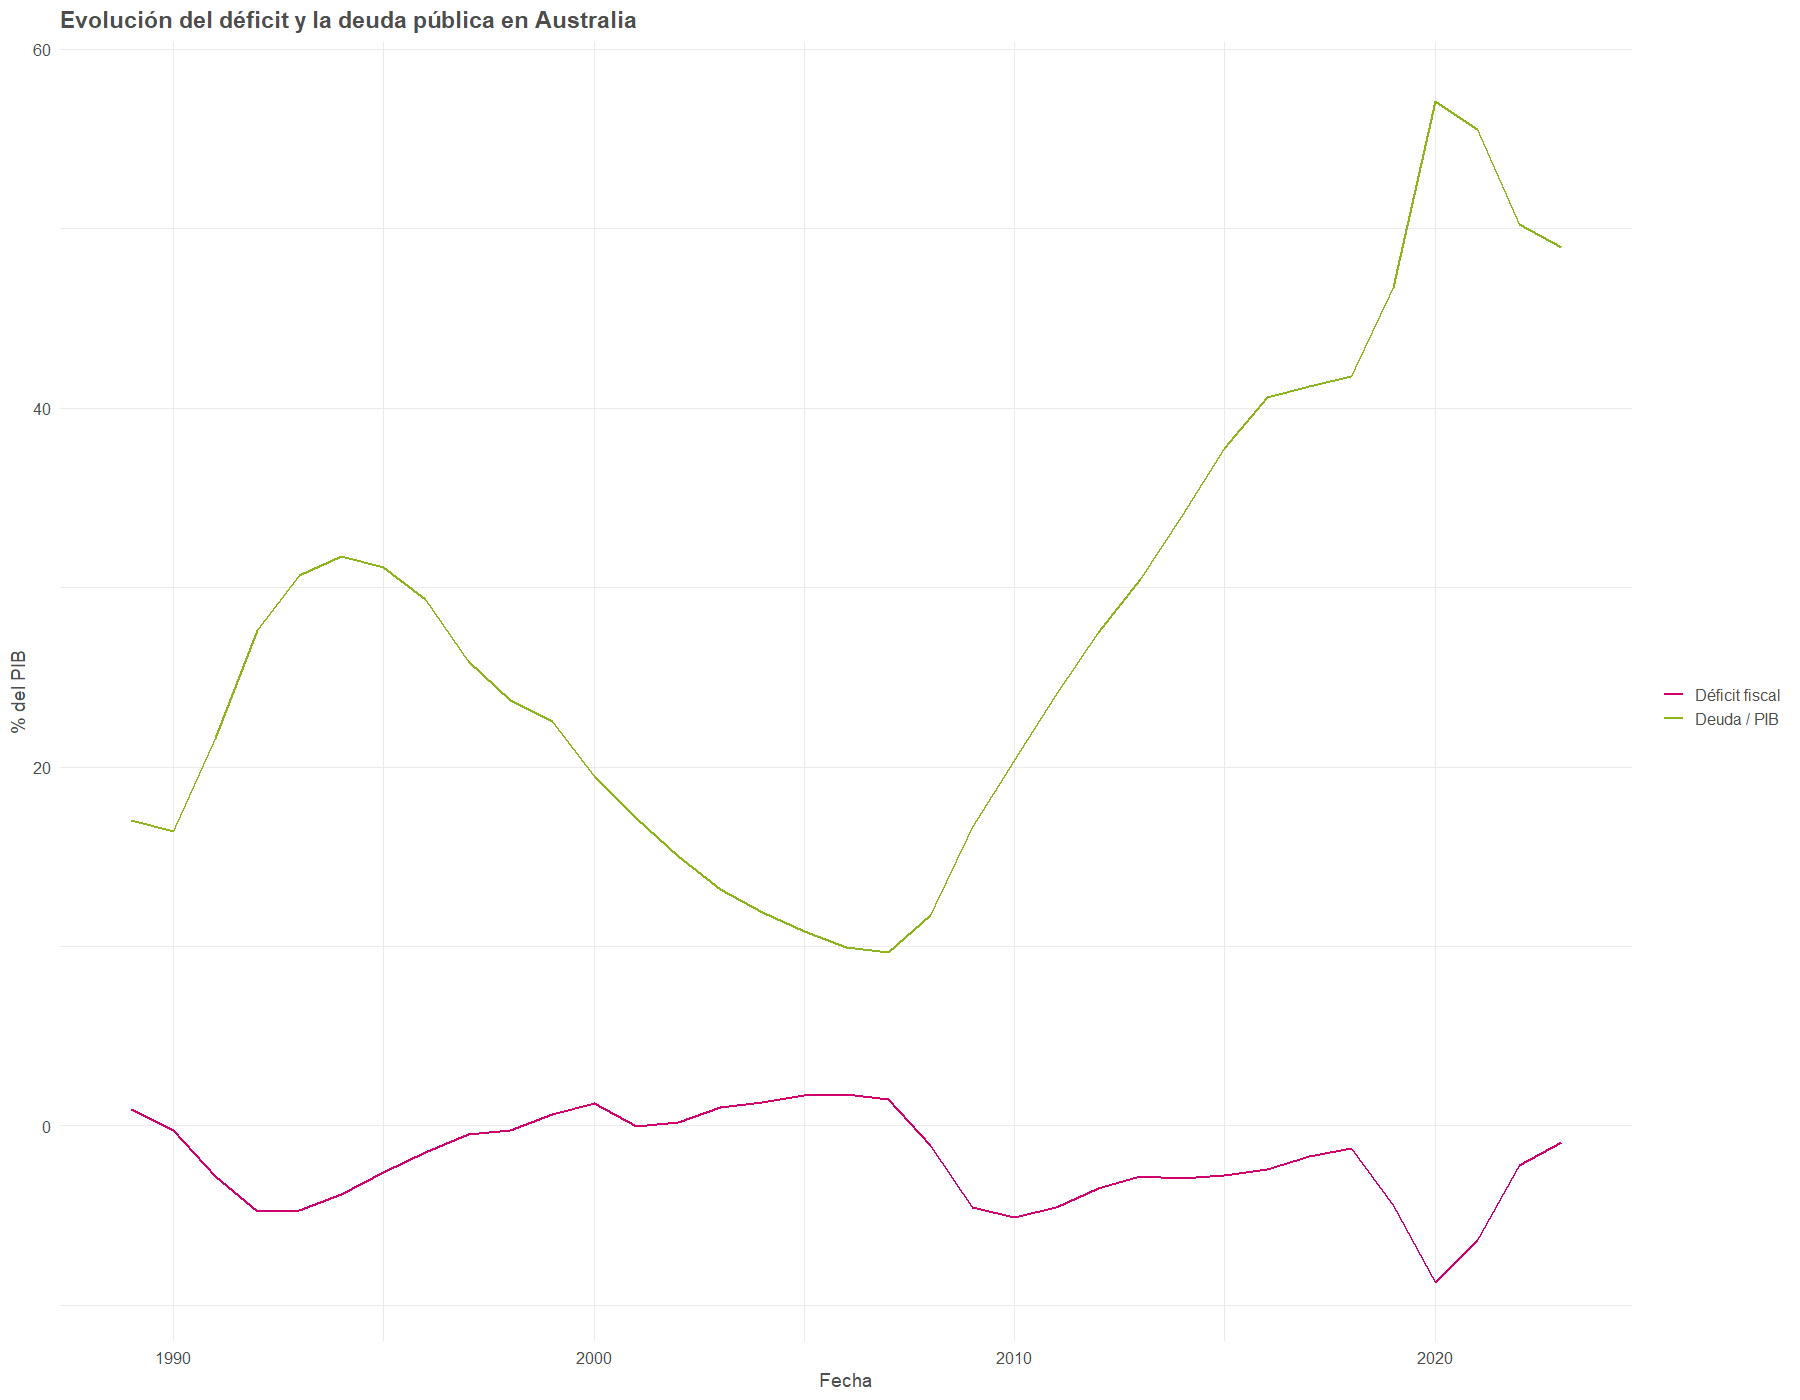 Evolución del déficit y la deuda pública en Australia
60
40
20
0
% del PIB
1990
2000
2010
2020
Fecha
Déficit fiscal
Deuda / PIB